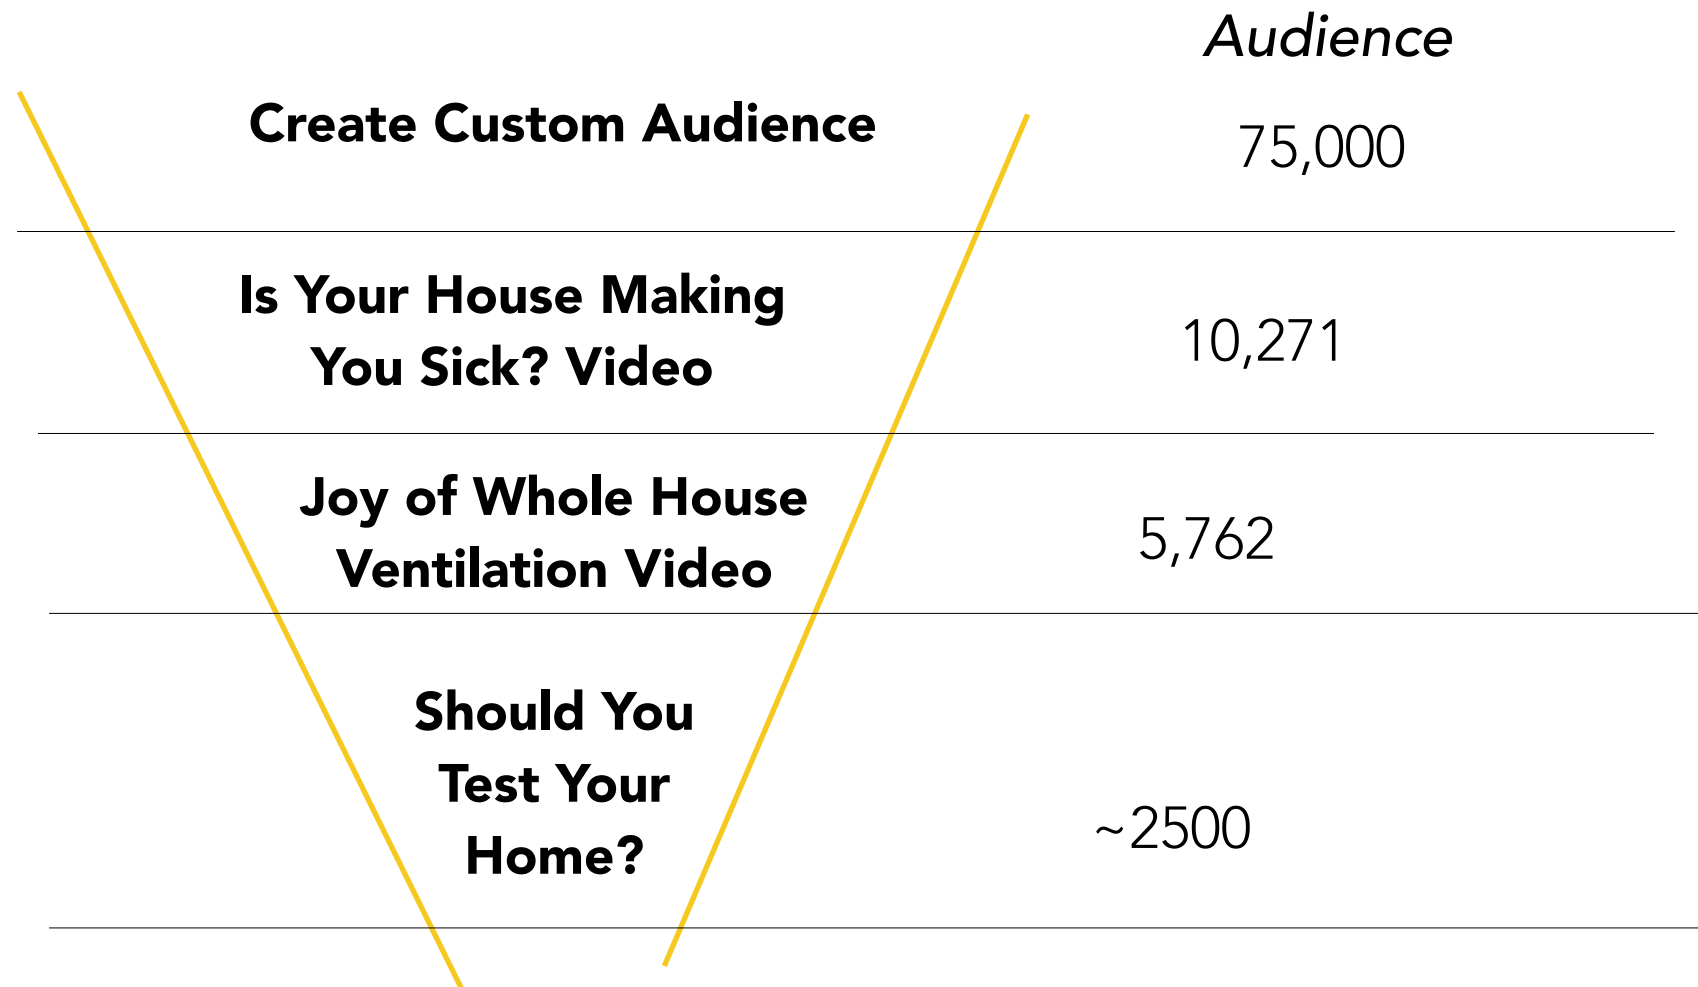 Audience
Create Custom Audience
75,000
Is Your House Making
You Sick? Video
10,271
Joy of Whole House
Ventilation Video
5,762
Should You
Test Your
Home?
~2500